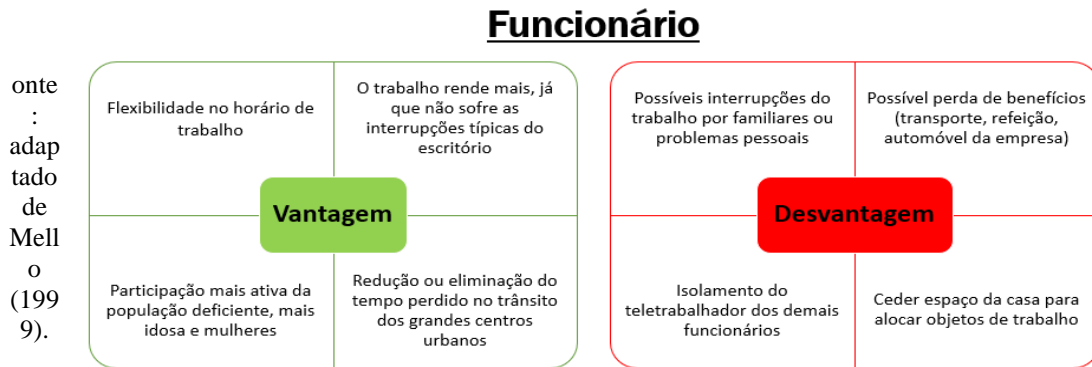 Funcionário
onte
:
adap
tado
de
Mell
o
(199
9).
Flexibilidade no horário de
trabalho
O trabalho rende mais, já
que não sofre as
interrupções típicas do
escritório
Vantagem
Participação mais ativa da
população deficiente, mais
idosa e mulheres
Redução ou eliminação do
tempo perdido no trânsito
dos grandes centros
urbanos
Possíveis interrupções do
trabalho por familiares ou
problemas pessoais
Possível perda de benefícios
(transporte, refeição,
automóvel da empresa)
Desvantagem
Isolamento do
teletrabalhador dos demais
funcionários
Ceder espaço da casa para
alocar objetos de trabalho